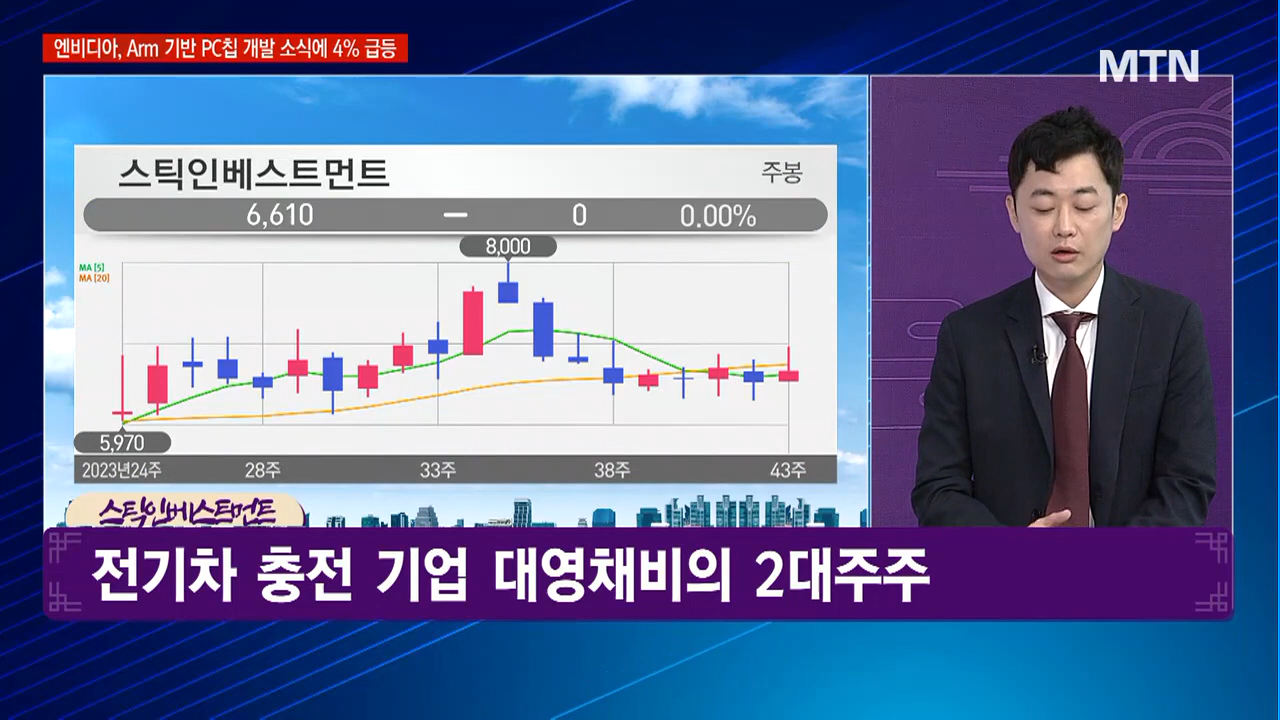 엔비디아, Arm 기반 PC칩 개발 소식에 4% 급등
MTN
스틱인베스트먼트
주봉
6,610 0 0.00%
8,000
MA [5]
MA [20]
5,970
2023년24주 28주 33주 38주 43주
스틱인베스트먼트
전기차 충전 기업 대영채비의 2대주주